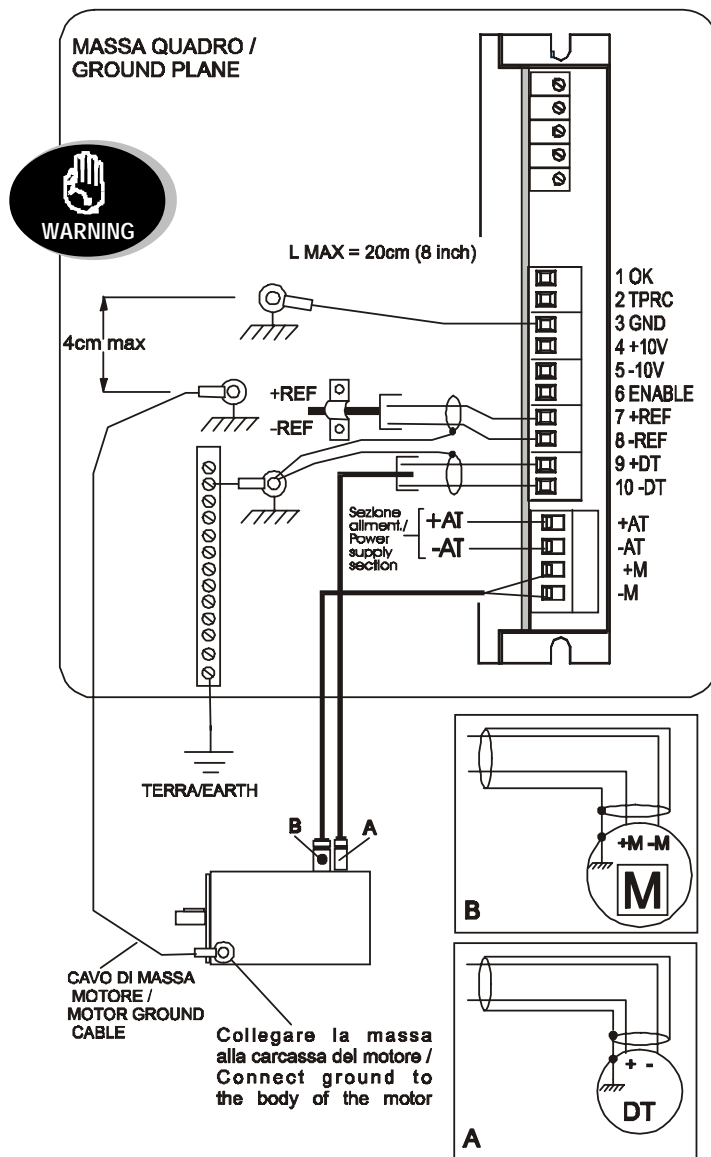 MASSA QUADRO /
GROUND PLANE
WARNING
L MAX = 20cm (8 inch)
4cm max
+REF
-REF
1 OK
2 TPRC
3 GND
4 +10V
5 -10V
6 ENABLE
7 +REF
8 -REF
9 +DT
10 -DT
Sezione
aliment./
Power
supply
section
+AT
-AT
+AT
-AT
+M
-M
TERRA/EARTH
B
A
CAVO DI MASSA
MOTORE /
MOTOR GROUND
CABLE
Collegare la massa
alla carcassa del motore /
Connect ground to
the body of the motor
+M -M
M
B
+ -
DT
A